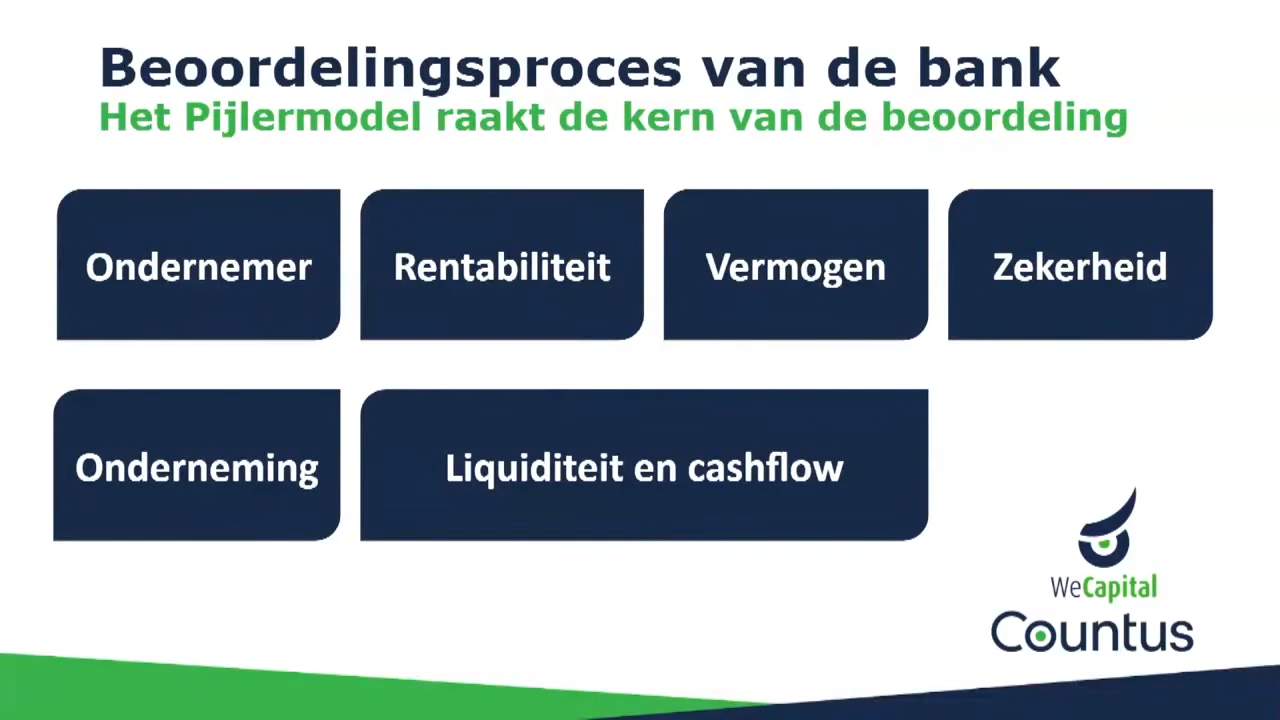 Beoordelingsproces van de bank
Het Pijlermodel raakt de kern van de beoordeling
Ondernemer
Rentabiliteit
Vermogen
Zekerheid
Onderneming
Liquiditeit en cashflow
WeCapital
Countus